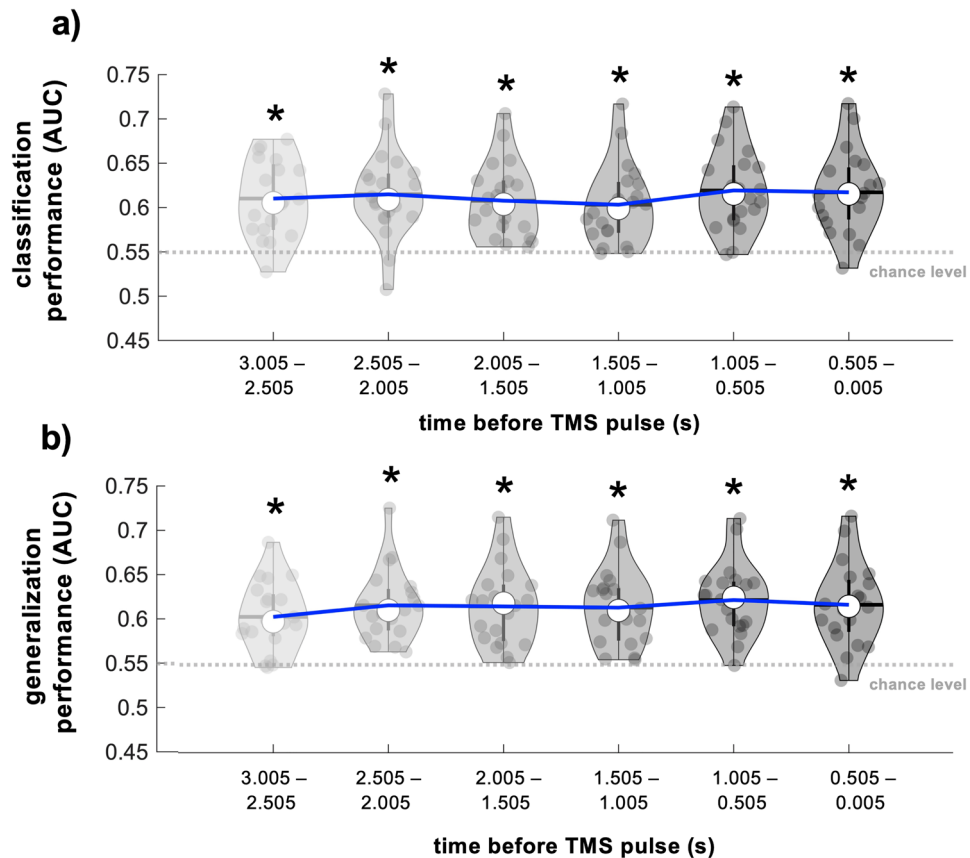 a)
classification
performance (AUC)
0.75
0.7
0.65
0.6
0.55
0.5
0.45
* * * * * *
chance level
3.005 – 2.505 – 2.005 – 1.505 – 1.005 – 0.505 –
2.505 2.005 1.505 1.005 0.505 0.005
time before TMS pulse (s)
b)
generalization
performance (AUC)
0.75
0.7
0.65
0.6
0.55
0.5
0.45
* * * * * *
chance level
3.005 – 2.505 – 2.005 – 1.505 – 1.005 – 0.505 –
2.505 2.005 1.505 1.005 0.505 0.005
time before TMS pulse (s)